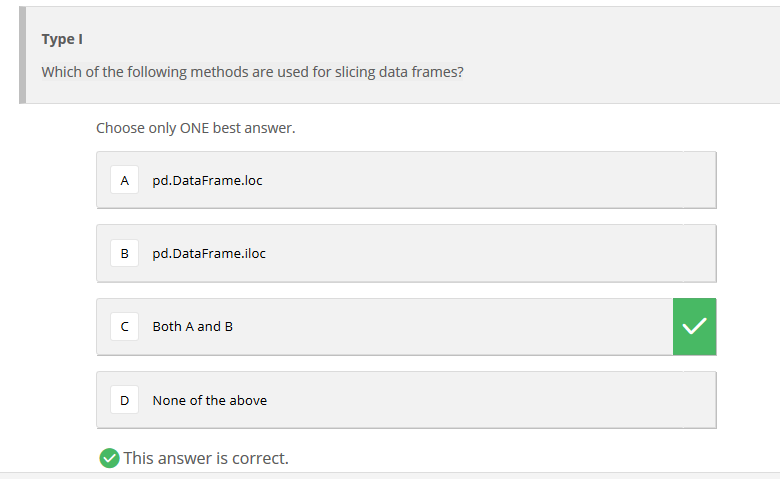 Type I
Which of the following methods are used for slicing data frames?
Choose only ONE best answer.
A pd.DataFrame.loc
B pd.DataFrame.iloc
C Both A and B
D None of the above
This answer is correct.